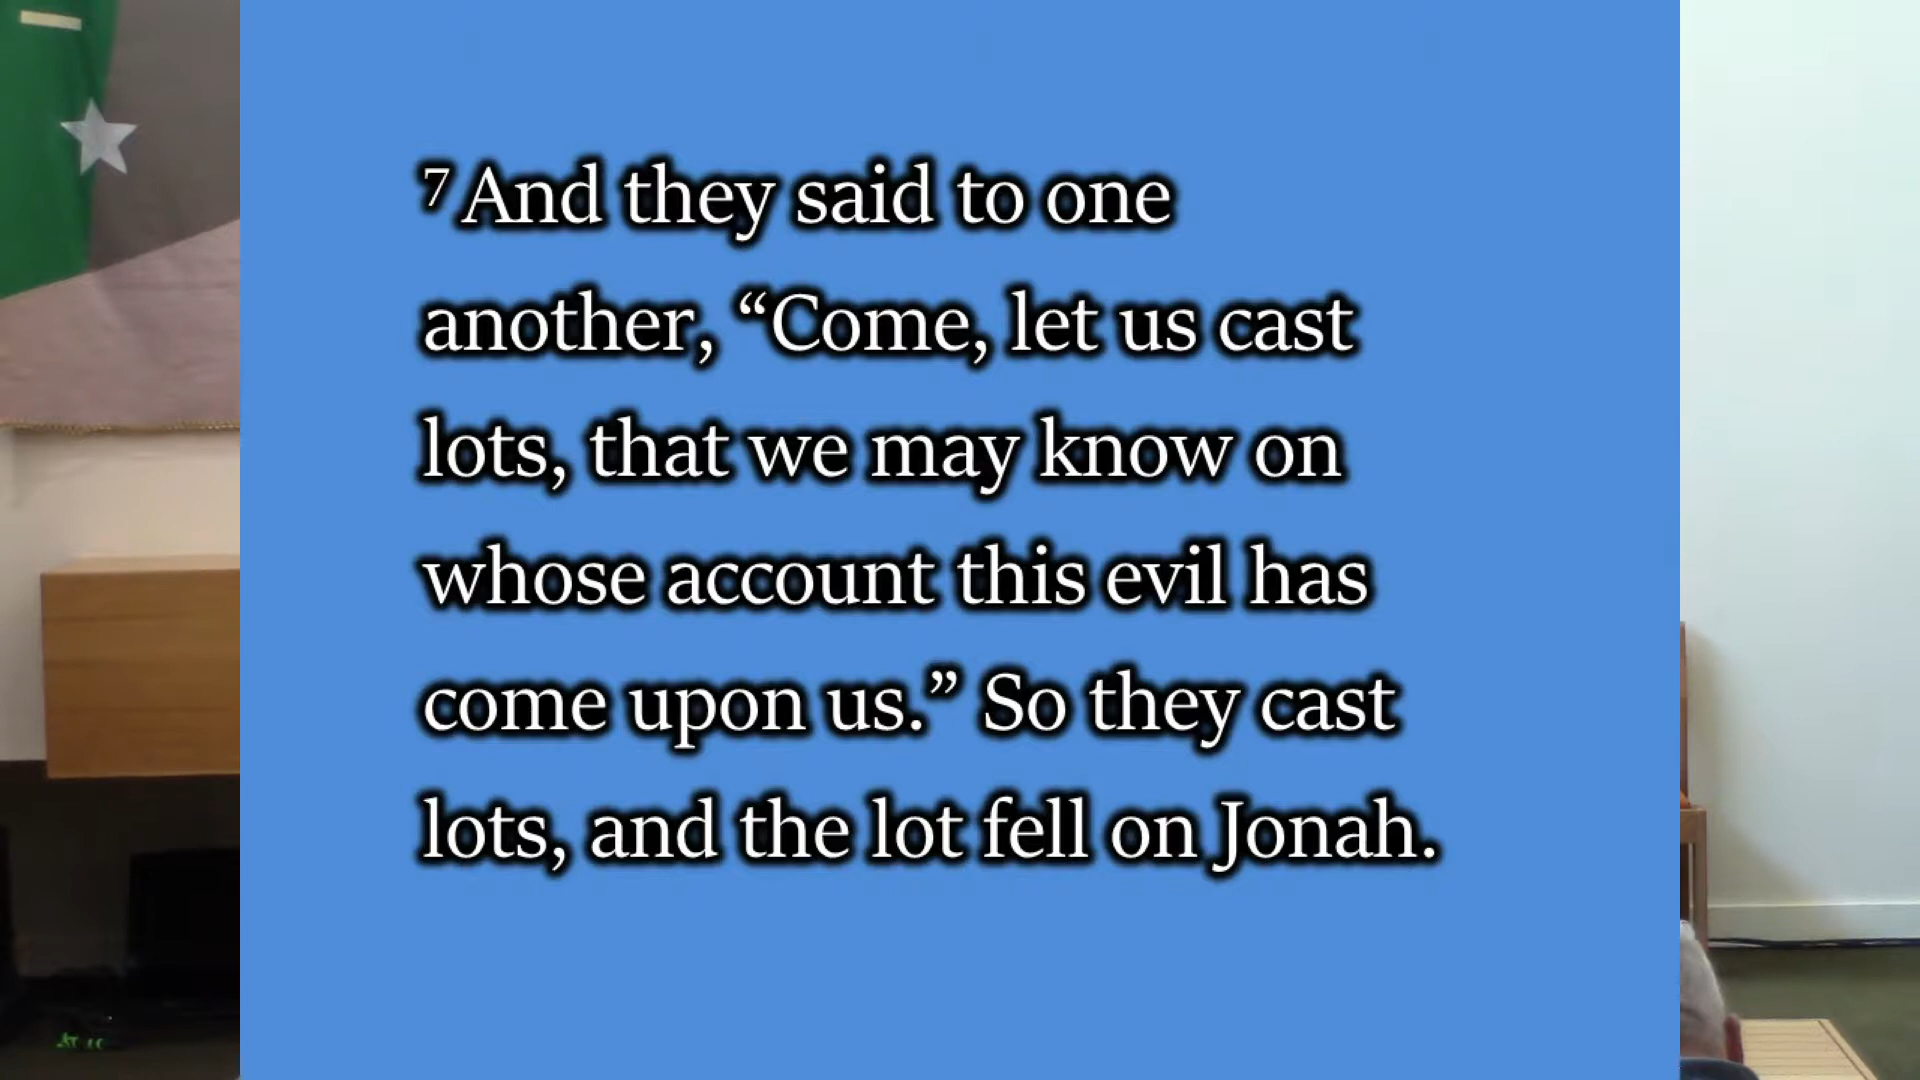 7 And they said to one
another, “Come, let us cast
lots, that we may know on
whose account this evil has
come upon us.” So they cast
lots, and the lot fell on Jonah.